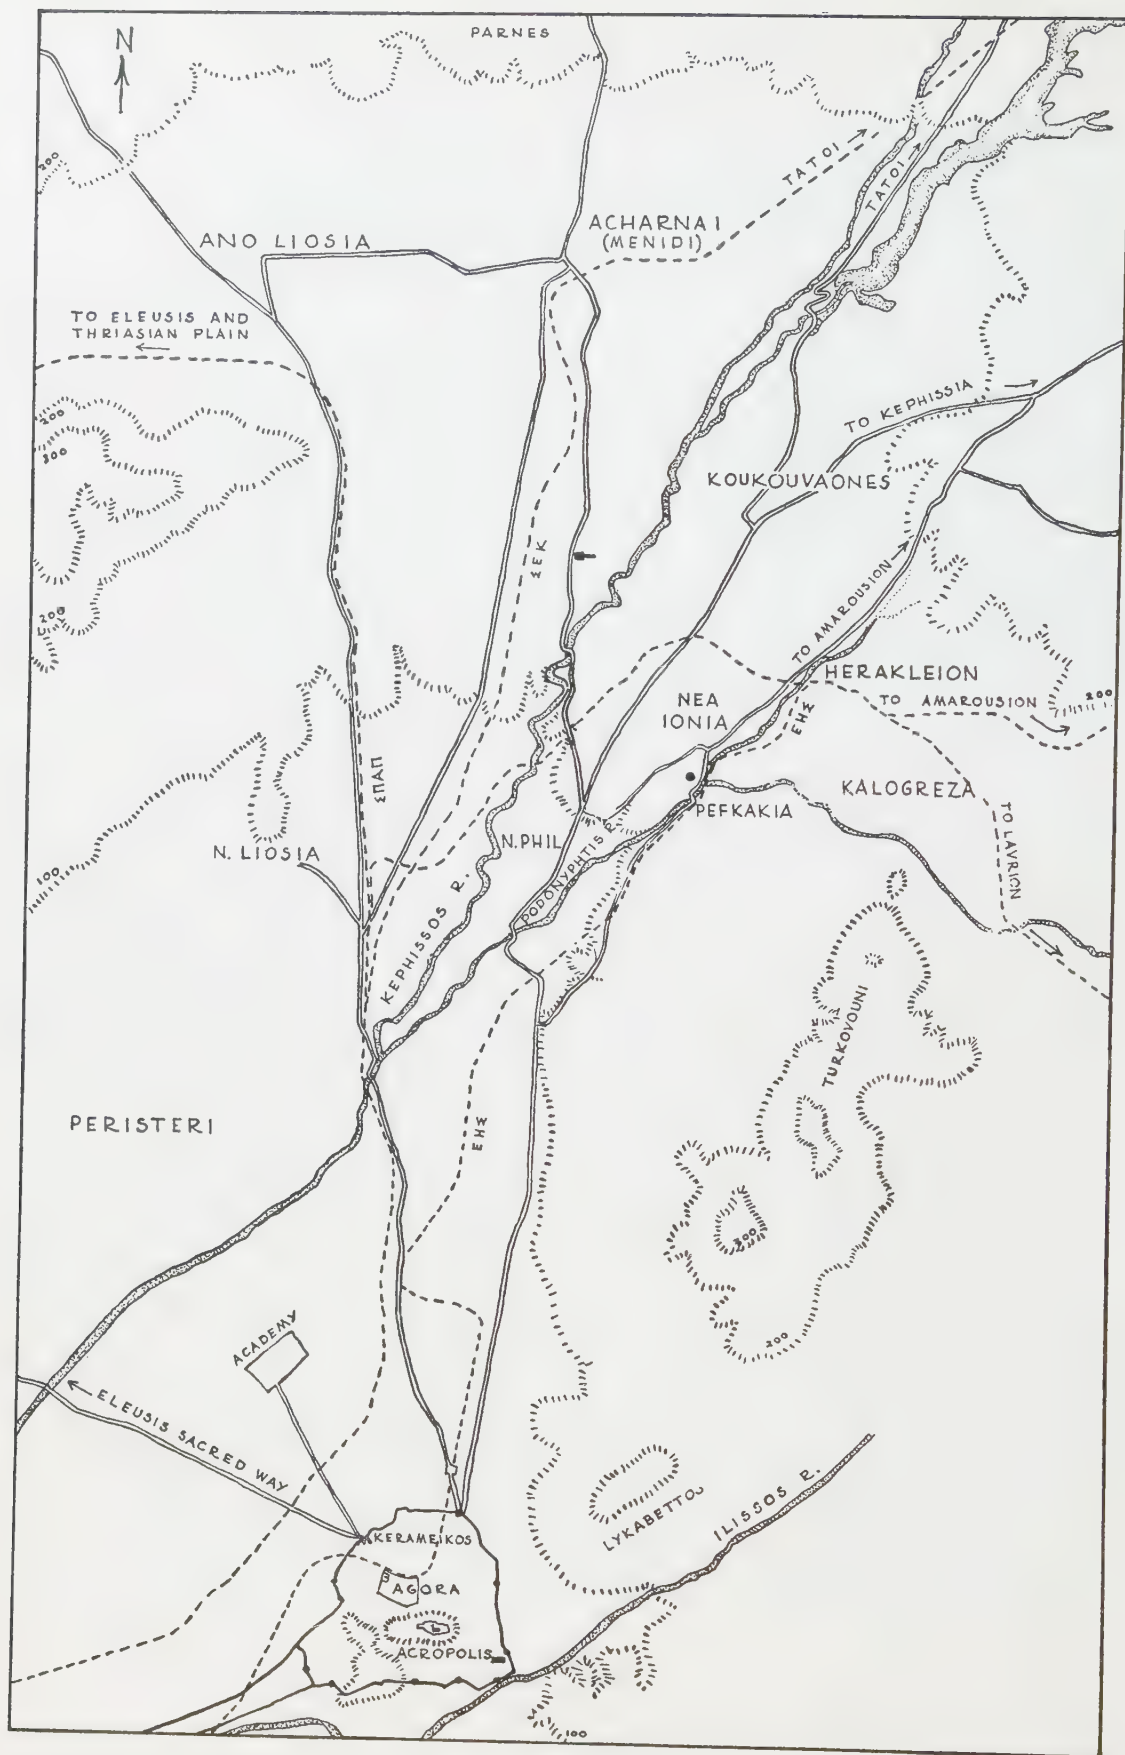 PARNES
N
200
TATOI
TATOI
ACHARNAI
(MENIDI)
ANO LIOSIA
TO ELEUSIS AND
THRIASIAN PLAIN
TO KEPHISSIA
200
300
KOUKOUVAONES
ΣΕΚ
TO AMAROUSION
200
HERAKLEION
NEA
IONIA
TO AMAROUSION
200
ΕΗΣ
ΣΠΑΠ
KALOGREZA
PEFKAKIA
N. PHIL
PODONYPHTIS R.
N. LIOSIA
TO LAVRION
100
KEPHISSOS R.
TURKOVOUNI
PERISTERI
ΕΗΣ
300
200
ACADEMY
ELEUSIS SACRED WAY
LYKABETTOS
ILISSOS R.
KERAMEIKOS
AGORA
ACROPOLIS
100